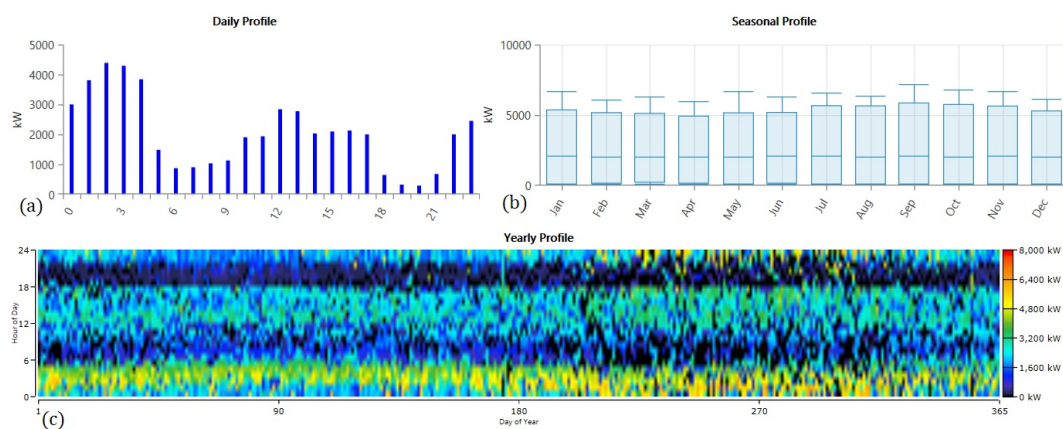 Daily Profile
5000
4000
3000
2000
1000
0
kW
0
3
6
9
12
15
18
21
(a)
Seasonal Profile
10000
5000
0
kW
Jan
Feb
Mar
Apr
May
Jun
Jul
Aug
Sep
Oct
Nov
Dec
(b)
Yearly Profile
24
18
12
6
0
Hour of Day
1
90
180
270
365
Day of Year
(c)
8,000 kW
6,400 kW
4,800 kW
3,200 kW
1,600 kW
0 kW